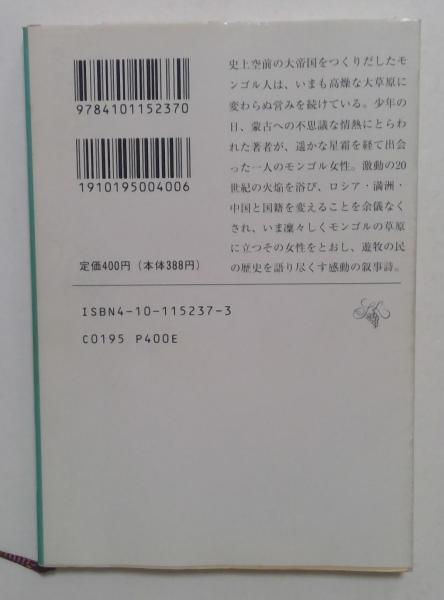 史上空前の大帝国をつくりだしたモ
ンゴル人は、いまも高燥な大草原に
変わらぬ営みを続けている。少年の
日、蒙古への不思議な情熱にとらわ
れた著者が、遥かな星霜を経て出会
った一人のモンゴル女性。激動の20
世紀の火焔を浴び、ロシア・満洲・
中国と国籍を変えることを余儀なく
され、いま凜々しくモンゴルの草原
に立つその女性をとおし、遊牧の民
の歴史を語り尽くす感動の叙事詩。
9784101152370
1910195004006
定価400円（本体388円）
ISBN4-10-115237-3
C0195 P400E